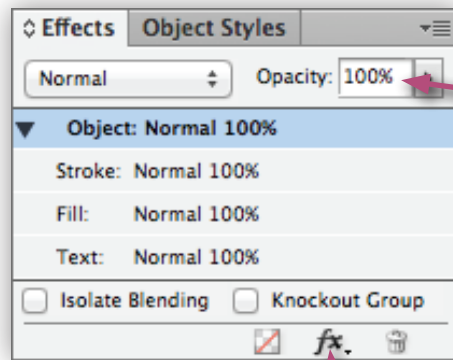 Effects Object Styles
Normal Opacity: 100%
Object: Normal 100%
Stroke: Normal 100%
Fill: Normal 100%
Text: Normal 100%
Isolate Blending Knockout Group
fx.